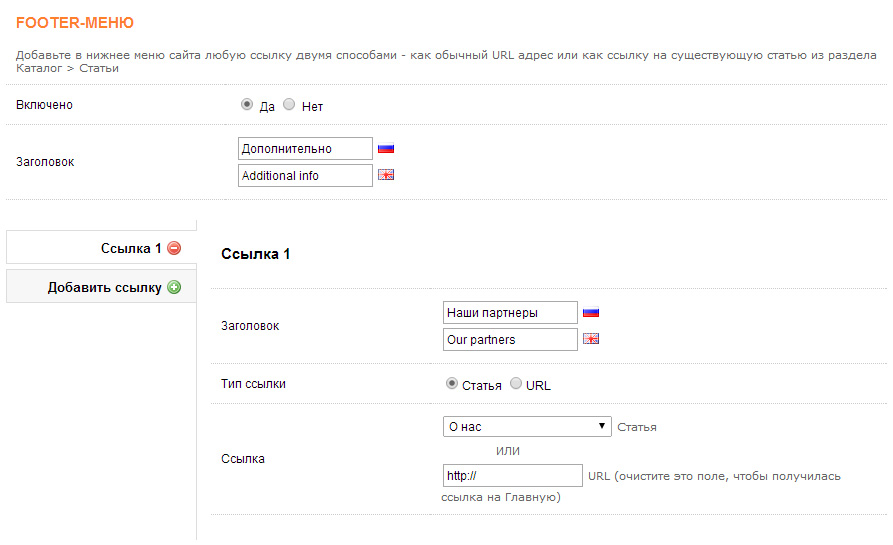 FOOTER-МЕНЮ
Добавьте в нижнее меню сайта любую ссылку двумя способами - как обычный URL адрес или как ссылку на существующую статью из раздела
Каталог > Статьи
Включено
Да Нет
Заголовок
Дополнительно
Additional info
Ссылка 1
Добавить ссылку
Ссылка 1
Заголовок
Наши партнеры
Our partners
Тип ссылки
Статья URL
Ссылка
О нас Статья
ИЛИ
http:// URL (очистите это поле, чтобы получилась
ссылка на Главную)